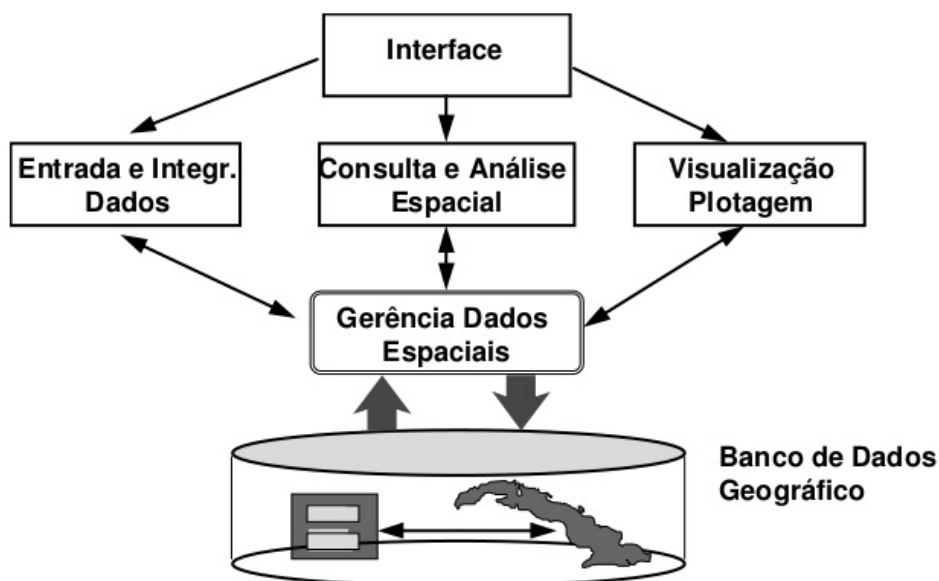 Interface
Entrada e Integr.
Dados
Consulta e Análise
Espacial
Visualização
Plotagem
Gerência Dados
Espaciais
Banco de Dados
Geográfico